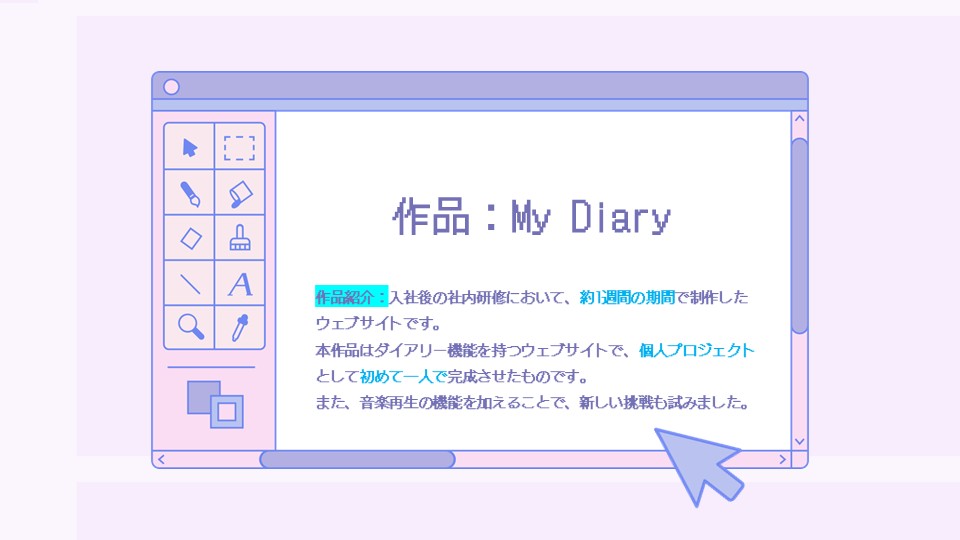 作品：My Diary
作品紹介：入社後の社内研修において、約1週間の期間で制作した
ウェブサイトです。
本作品はダイアリー機能を持つウェブサイトで、個人プロジェクト
として初めて一人で完成させたものです。
また、音楽再生の機能を加えることで、新しい挑戦も試みました。
A